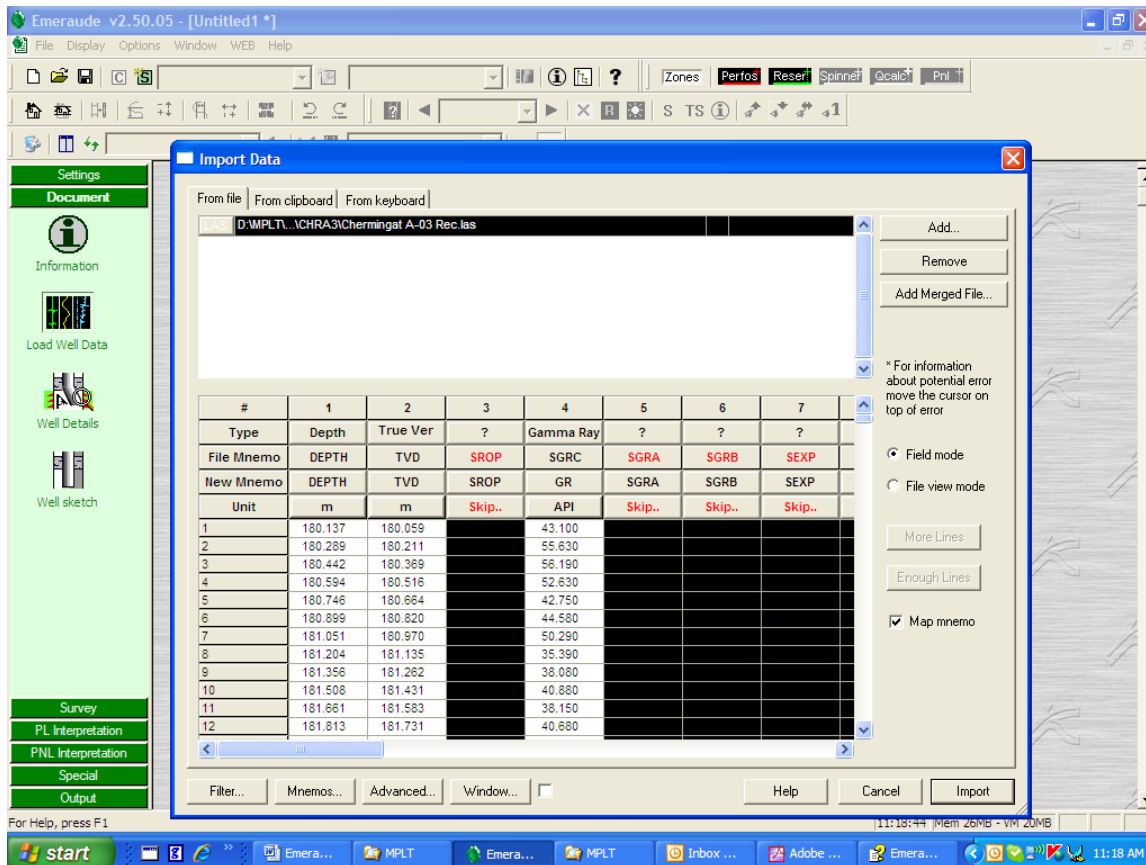 Emeraude v2.50.05 - [Untitled1 *]
File Display Options Window WEB Help
Zones Perfos Reserv Spinner Qcalct Pnl
S TS
Import Data
Settings
Document
Information
Load Well Data
Well Details
Well sketch
Survey
PL Interpretation
PNL Interpretation
Special
Output
From file From clipboard From keyboard
LAS D:\MPLT\...\CHRA3\Chermingat A-03 Rec.las
Add...
Remove
Add Merged File...
* For information
about potential error
move the cursor on
top of error
Field mode
File view mode
More Lines
Enough Lines
Map mnemo
# 1 2 3 4 5 6 7
Type Depth True Ver ? Gamma Ray ? ? ?
File Mnemo DEPTH TVD SROP SGRC SGRA SGRB SEXP
New Mnemo DEPTH TVD SROP GR SGRA SGRB SEXP
Unit m m Skip.. API Skip.. Skip.. Skip..
1 180.137 180.059 43.100
2 180.289 180.211 55.630
3 180.442 180.369 56.190
4 180.594 180.516 52.630
5 180.746 180.664 42.750
6 180.899 180.820 44.580
7 181.051 180.970 50.290
8 181.204 181.135 35.390
9 181.356 181.262 38.080
10 181.508 181.431 40.880
11 181.661 181.583 38.150
12 181.813 181.731 40.680
Filter... Mnemos... Advanced... Window... Help Cancel Import
For Help, press F1
11:18:44 Mem 26MB - VM 20MB
start Emera... MPLT Emera... MPLT Inbox ... Adobe ... Emera... 11:18 AM